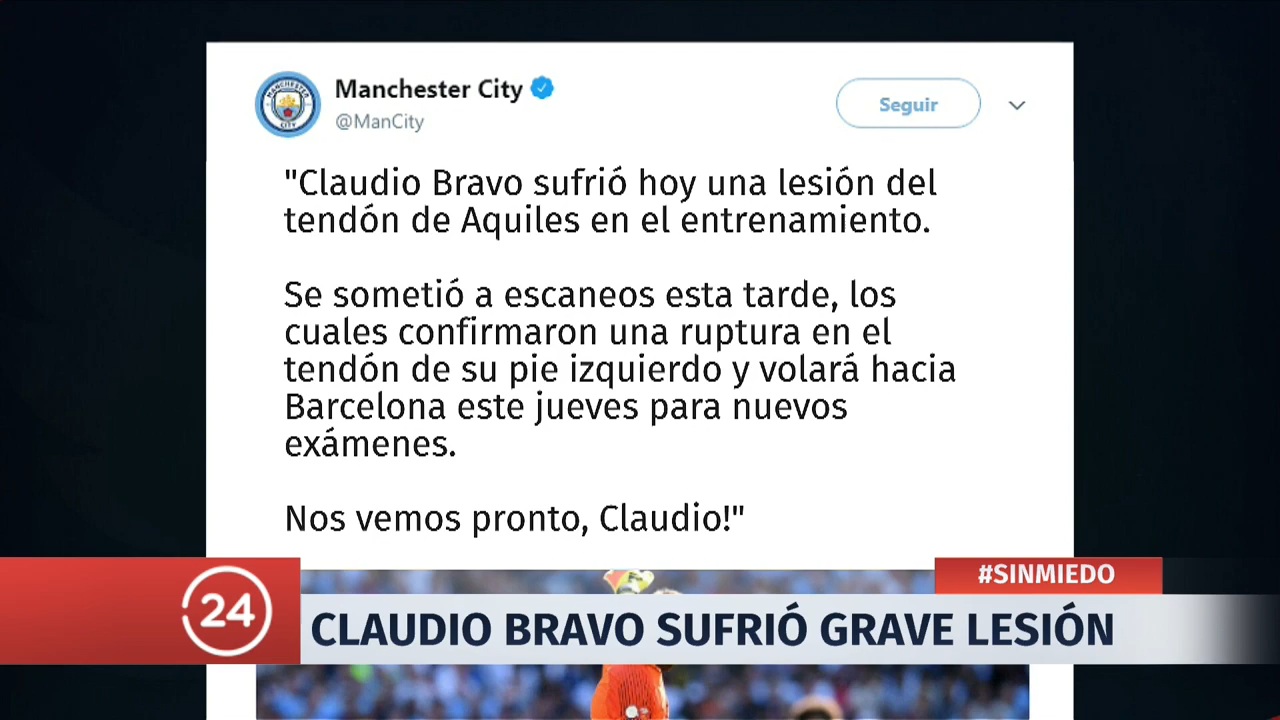 Manchester City
@ManCity
Seguir
"Claudio Bravo sufrió hoy una lesión del
tendón de Aquiles en el entrenamiento.
Se sometió a escaneos esta tarde, los
cuales confirmaron una ruptura en el
tendón de su pie izquierdo y volará hacia
Barcelona este jueves para nuevos
exámenes.
Nos vemos pronto, Claudio!"
#SINMIEDO
24
CLAUDIO BRAVO SUFRIÓ GRAVE LESIÓN